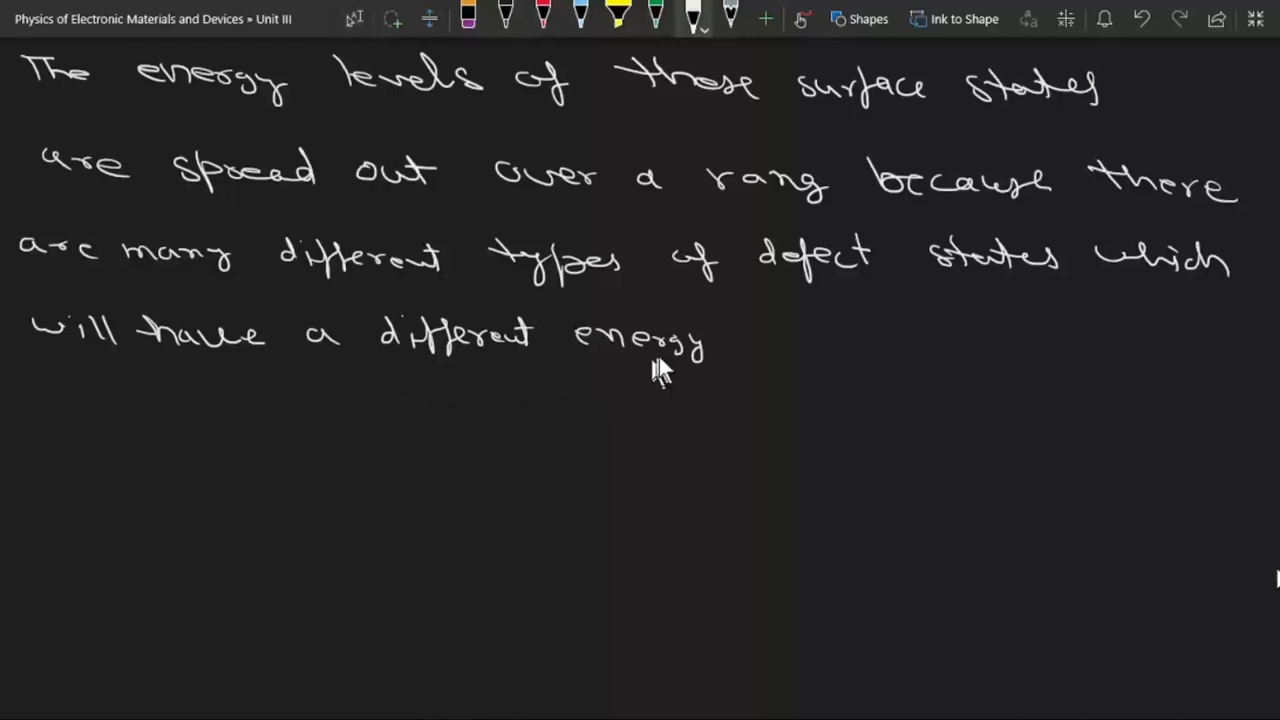 Physics of Electronic Materials and Devices » Unit III
Shapes
Ink to Shape
The energy levels of these surface states
are spread out over a rang because there
are many different types of defect states which
will have a different energy